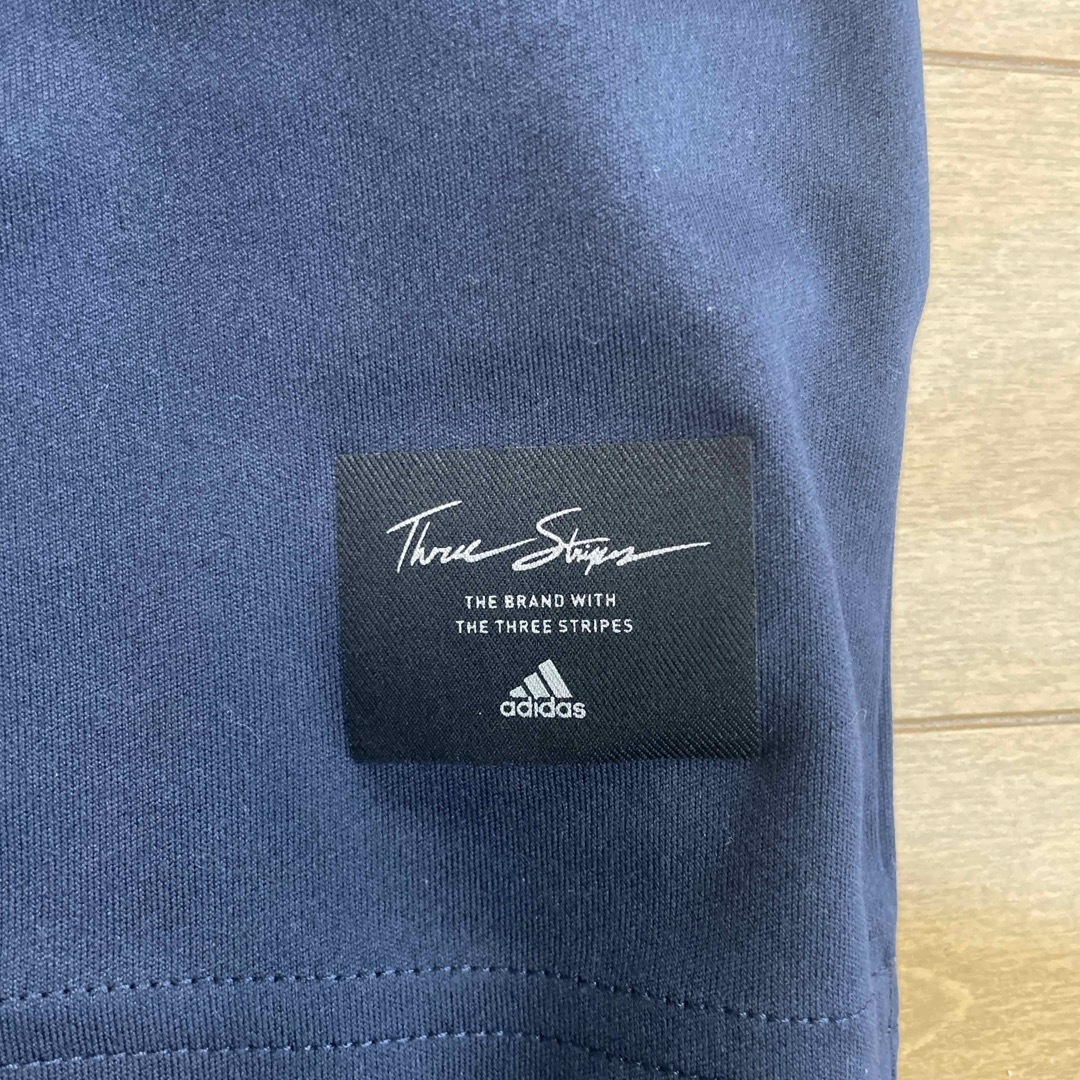 Three Stripes
THE BRAND WITH
THE THREE STRIPES
adidas